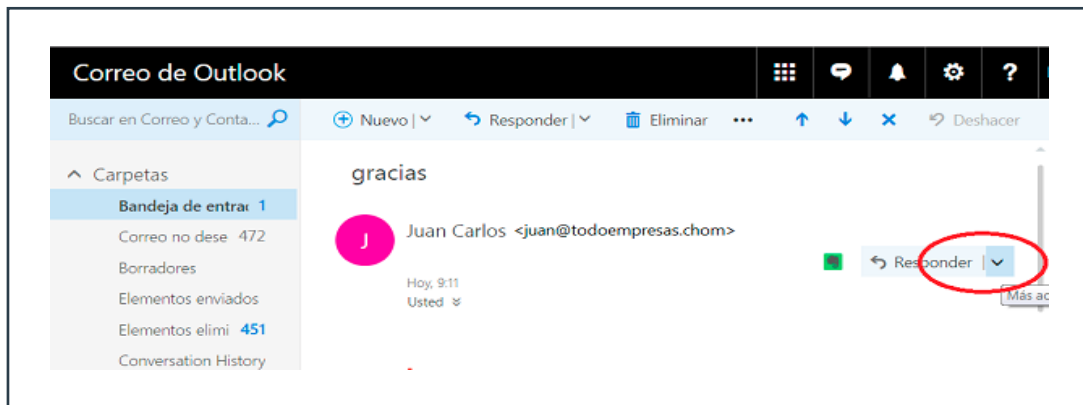 Correo de Outlook
?
Buscar en Correo y Conta...
Nuevo | Responder | Eliminar ... Deshacer
Carpetas
gracias
Bandeja de entrac 1
Correo no dese 472
J
Juan Carlos <juan@todoempresas.chom>
Borradores
Responder |
Hoy, 9:11
Elementos enviados
Usted
Más ac
Elementos elimi 451
Conversation History